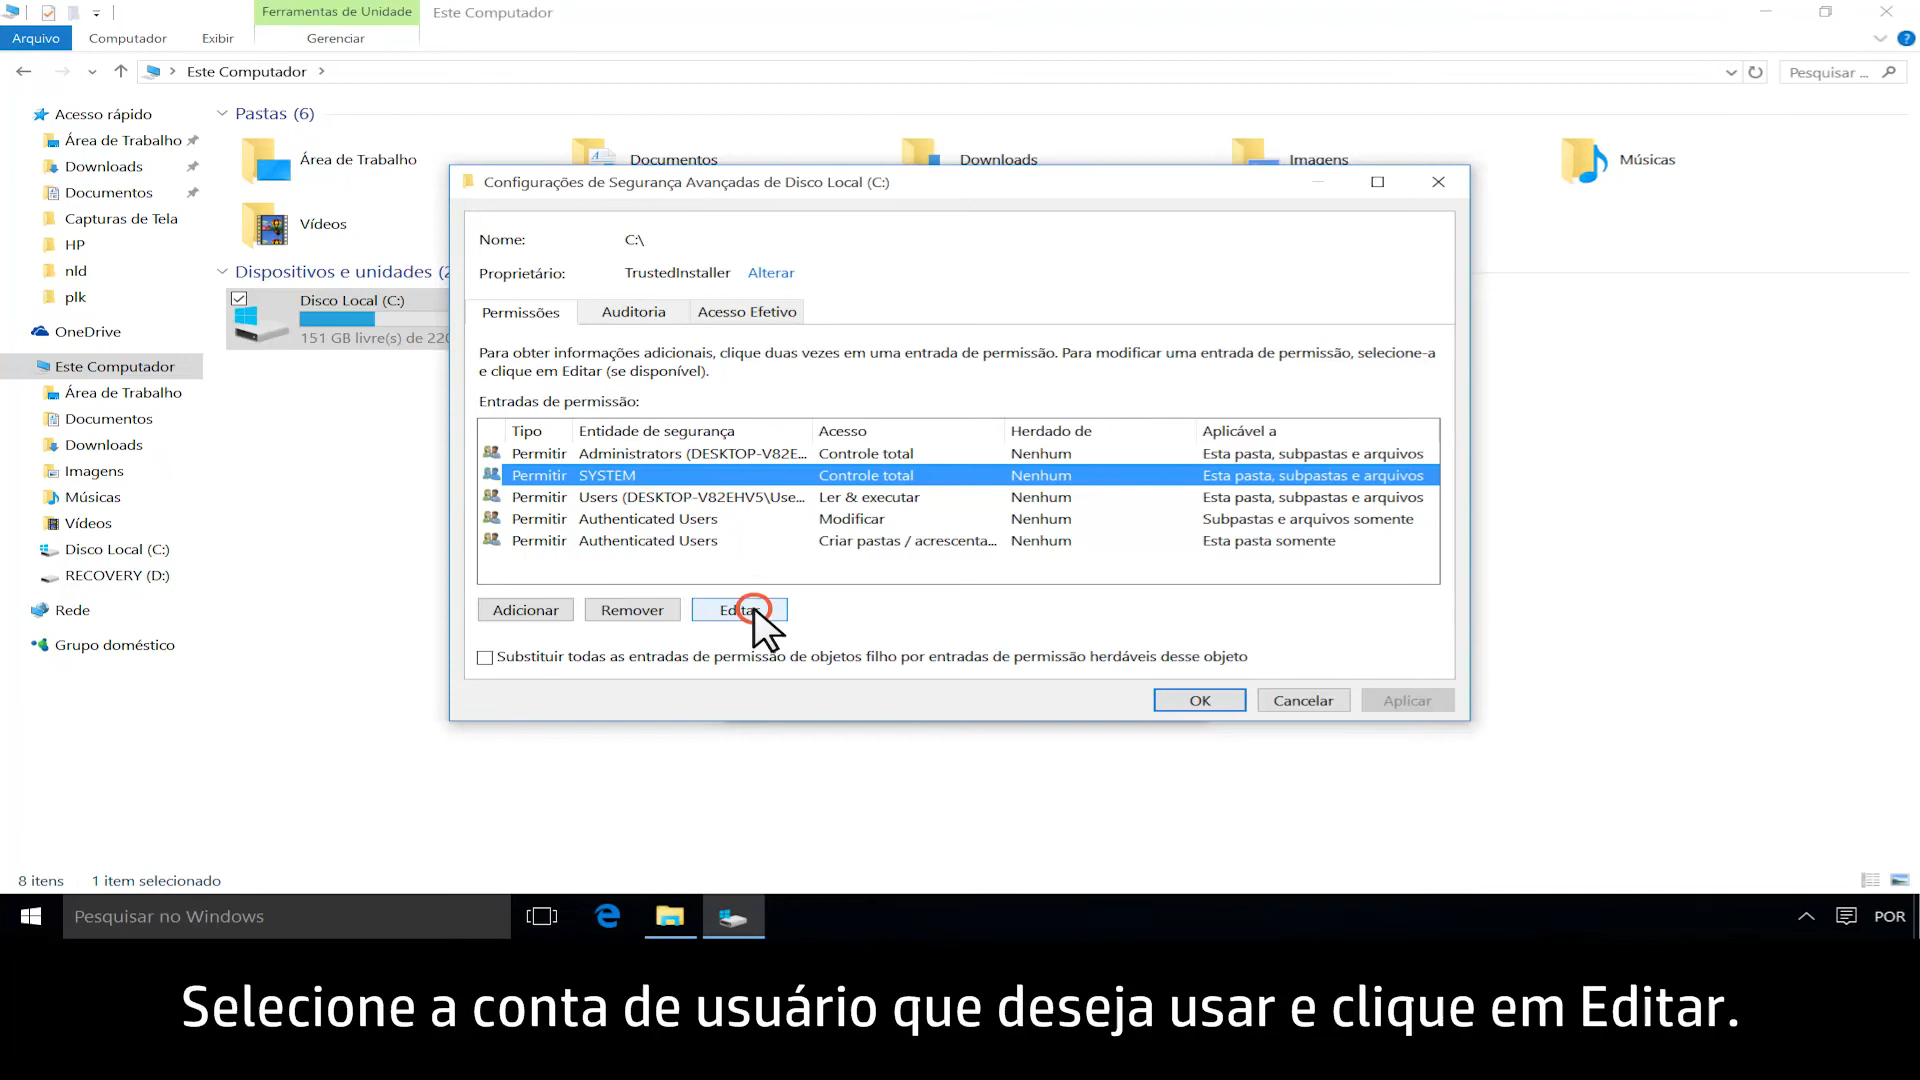 Ferramentas de Unidade
Este Computador
Arquivo
Computador
Exibir
Gerenciar
Este Computador
Pesquisar ...
Acesso rápido
Área de Trabalho
Downloads
Documentos
Capturas de Tela
HP
nld
plk
OneDrive
Este Computador
Área de Trabalho
Documentos
Downloads
Imagens
Músicas
Vídeos
Disco Local (C:)
RECOVERY (D:)
Rede
Grupo doméstico
Pastas (6)
Área de Trabalho
Documentos
Downloads
Imagens
Músicas
Vídeos
Dispositivos e unidades (2
Disco Local (C:)
151 GB livre(s) de 220
Configurações de Segurança Avançadas de Disco Local (C:)
Nome: C:\
Proprietário: TrustedInstaller Alterar
Permissões Auditoria Acesso Efetivo
Para obter informações adicionais, clique duas vezes em uma entrada de permissão. Para modificar uma entrada de permissão, selecione-a
e clique em Editar (se disponível).
Entradas de permissão:
Tipo Entidade de segurança Acesso Herdado de Aplicável a
Permitir Administrators (DESKTOP-V82E... Controle total Nenhum Esta pasta, subpastas e arquivos
Permitir SYSTEM Controle total Nenhum Esta pasta, subpastas e arquivos
Permitir Users (DESKTOP-V82EHV5\Use... Ler & executar Nenhum Esta pasta, subpastas e arquivos
Permitir Authenticated Users Modificar Nenhum Subpastas e arquivos somente
Permitir Authenticated Users Criar pastas / acrescenta... Nenhum Esta pasta somente
Adicionar Remover Editar
Substituir todas as entradas de permissão de objetos filho por entradas de permissão herdáveis desse objeto
OK Cancelar Aplicar
8 itens 1 item selecionado
Pesquisar no Windows
POR
Selecione a conta de usuário que deseja usar e clique em Editar.